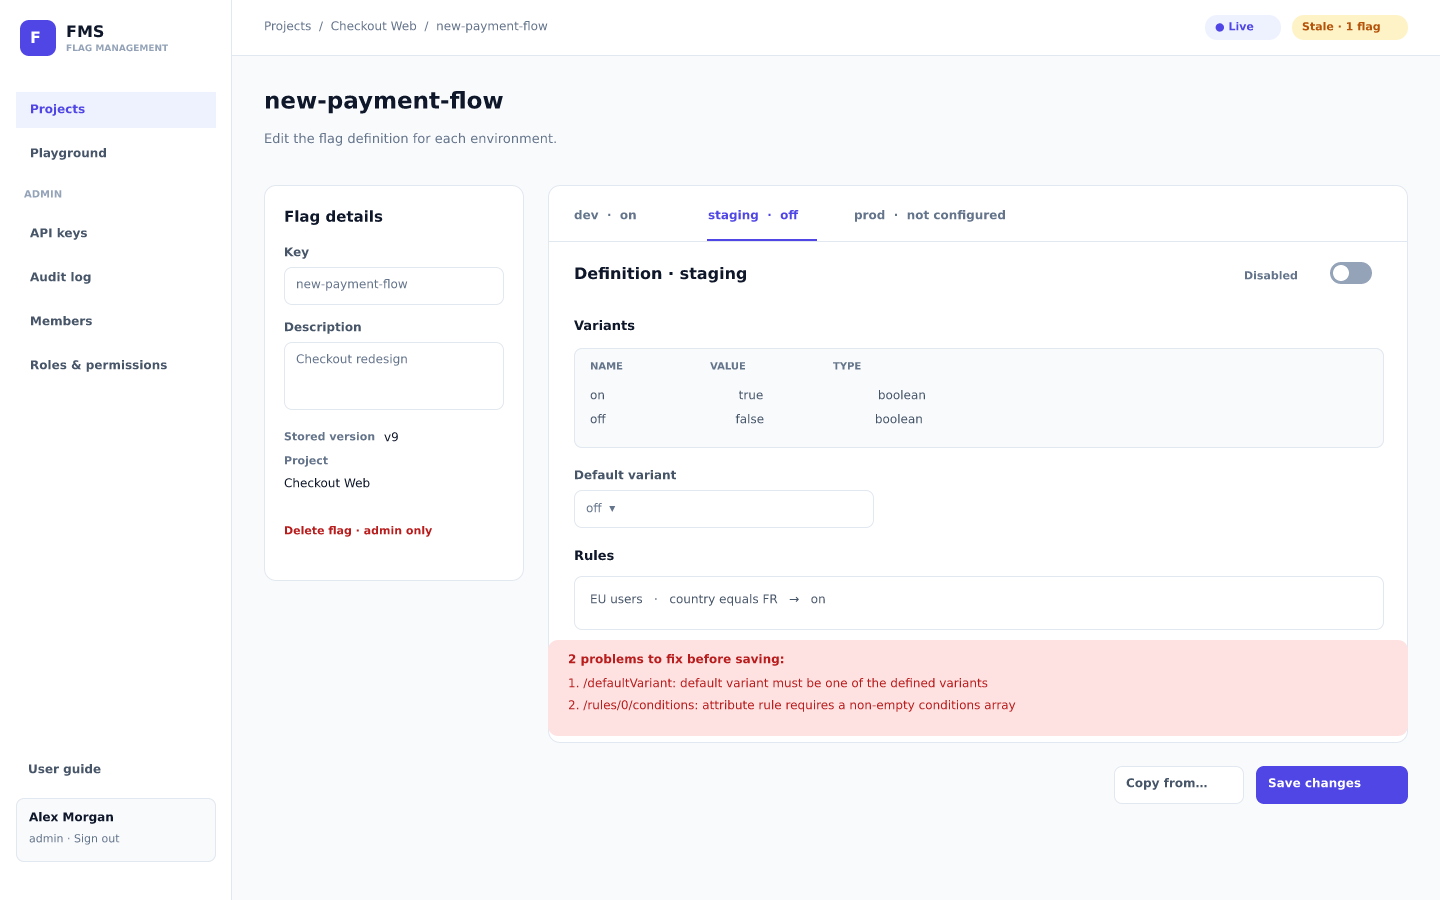 F
FMS
FLAG MANAGEMENT
Projects
Playground
ADMIN
API keys
Audit log
Members
Roles & permissions
User guide
Alex Morgan
admin · Sign out
Projects / Checkout Web / new-payment-flow
● Live
Stale · 1 flag
new-payment-flow
Edit the flag definition for each environment.
Flag details
Key
new-payment-flow
Description
Checkout redesign
Stored version v9
Project
Checkout Web
Delete flag · admin only
dev · on staging · off prod · not configured
Definition · staging
Disabled
Variants
NAME VALUE TYPE
on true boolean
off false boolean
Default variant
off ▾
Rules
EU users · country equals FR → on
2 problems to fix before saving:
1. /defaultVariant: default variant must be one of the defined variants
2. /rules/0/conditions: attribute rule requires a non-empty conditions array
Copy from…
Save changes